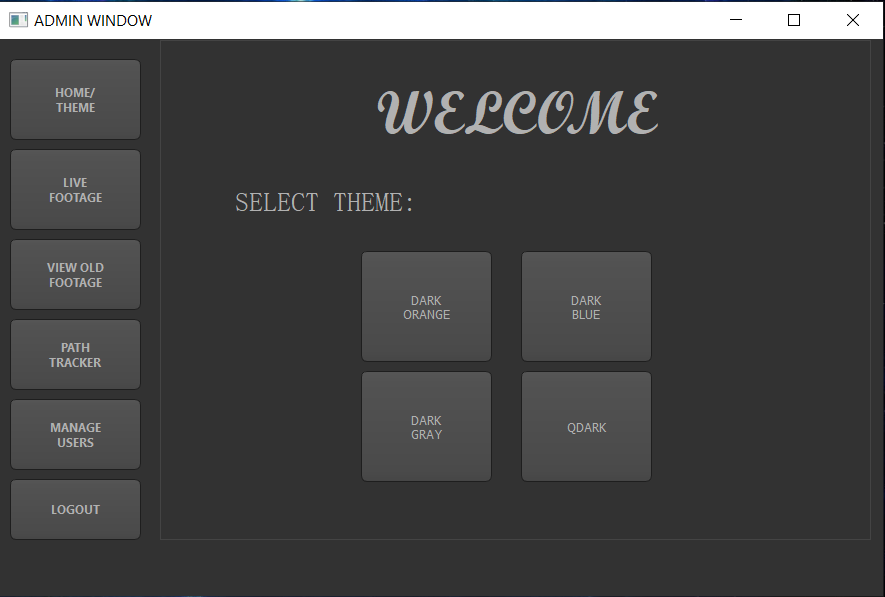 ADMIN WINDOW
HOME/
THEME
LIVE
FOOTAGE
VIEW OLD
FOOTAGE
PATH
TRACKER
MANAGE
USERS
LOGOUT
WELCOME
SELECT THEME:
DARK
ORANGE
DARK
BLUE
DARK
GRAY
QDARK